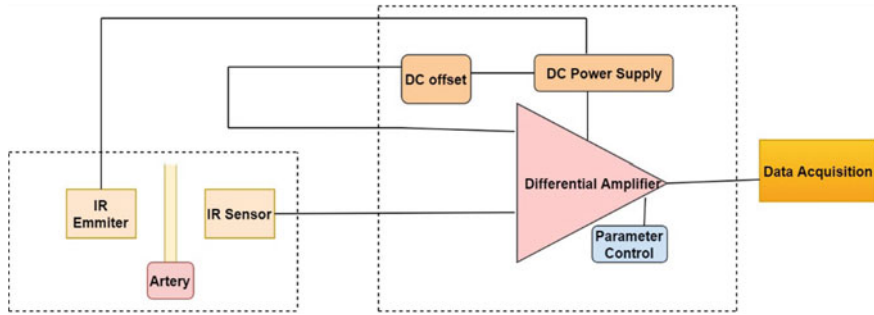 DC offset
DC Power Supply
Differential Amplifier
Data Acquisition
IR
Emmiter
IR Sensor
Parameter
Control
Artery